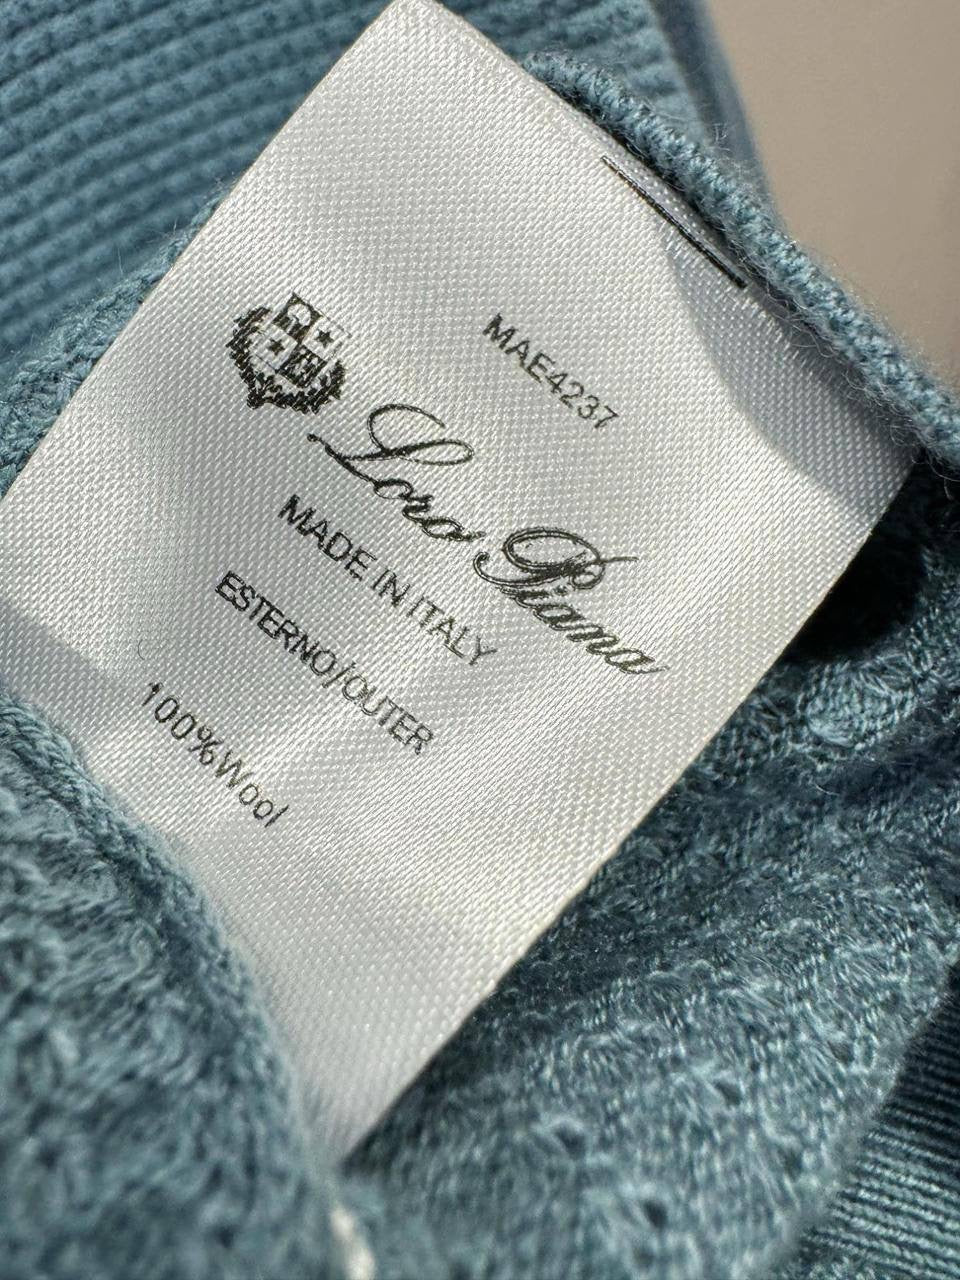 MAE4237
Loro Piana
MADE IN ITALY
ESTERNO/OUTER
100%Wool